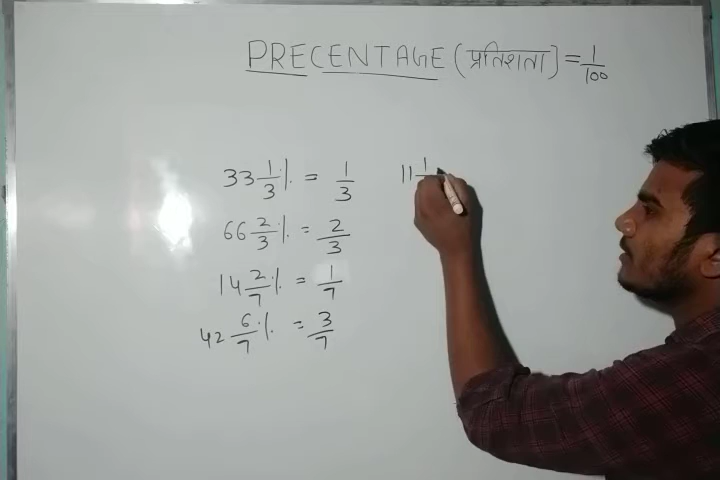 PRECENTAGE (प्रतिशता) = 1/100
33 1/3 % = 1/3
66 2/3 % = 2/3
14 2/7 % = 1/7
42 6/7 % = 3/7
11 1